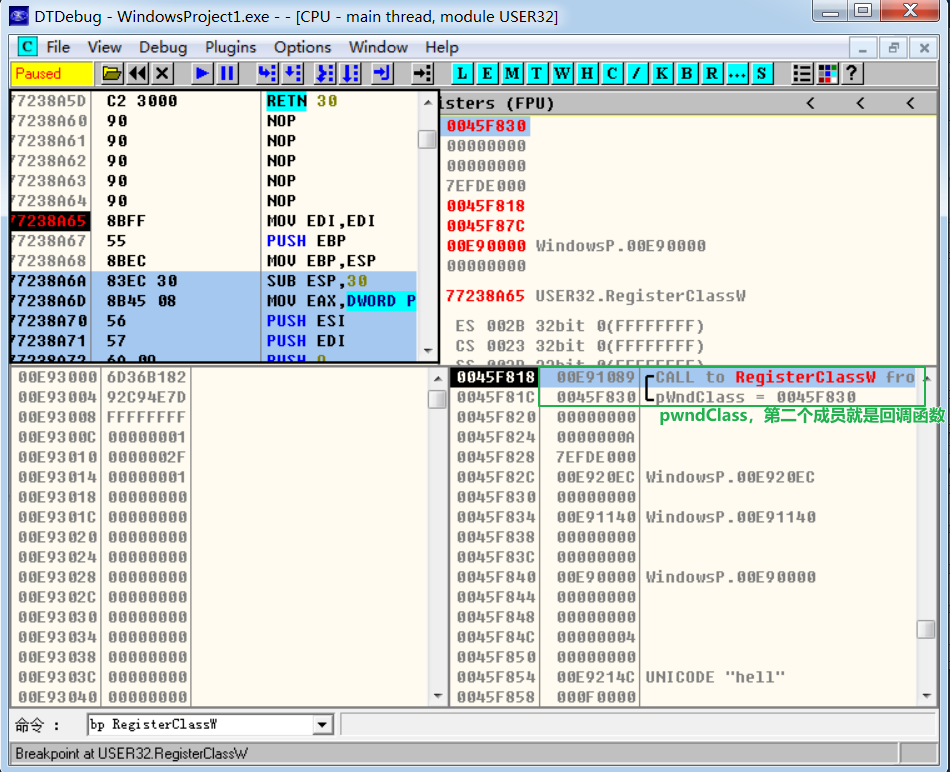 DTDebug - WindowsProject1.exe - - [CPU - main thread, module USER32]
C File View Debug Plugins Options Window Help
Paused L E M T W H C / K B R ... S ?
77238A5D C2 3000 RETN 30
77238A60 90 NOP
77238A61 90 NOP
77238A62 90 NOP
77238A63 90 NOP
77238A64 90 NOP
77238A65 8BFF MOV EDI,EDI
77238A67 55 PUSH EBP
77238A68 8BEC MOV EBP,ESP
77238A6A 83EC 30 SUB ESP,30
77238A6D 8B45 08 MOV EAX,DWORD P
77238A70 56 PUSH ESI
77238A71 57 PUSH EDI
77238A72 6A 00 PUSH 0
isters (FPU) < < <
0045F830
00000000
00000000
7EFDE000
0045F818
0045F87C
00E90000 WindowsP.00E90000
00000000
77238A65 USER32.RegisterClassW
ES 002B 32bit 0(FFFFFFFF)
CS 0023 32bit 0(FFFFFFFF)
SS 002B 32bit 0(FFFFFFFF)
00E93000 6D36B182
00E93004 92C94E7D
00E93008 FFFFFFFF
00E9300C 00000001
00E93010 0000002F
00E93014 00000001
00E93018 00000000
00E9301C 00000000
00E93020 00000000
00E93024 00000000
00E93028 00000000
00E9302C 00000000
00E93030 00000000
00E93034 00000000
00E93038 00000000
00E9303C 00000000
00E93040 00000000
0045F818 00E91089 CALL to RegisterClassW fro
0045F81C 0045F830 pWndClass = 0045F830
pwndClass，第二个成员就是回调函数
0045F820 00000000
0045F824 0000000A
0045F828 7EFDE000
0045F82C 00E920EC WindowsP.00E920EC
0045F830 00000000
0045F834 00E91140 WindowsP.00E91140
0045F838 00000000
0045F83C 00000000
0045F840 00E90000 WindowsP.00E90000
0045F844 00000000
0045F848 00000000
0045F84C 00000004
0045F850 00000000
0045F854 00E9214C UNICODE "hell"
0045F858 000F0000
命令 : bp RegisterClassW
Breakpoint at USER32.RegisterClassW